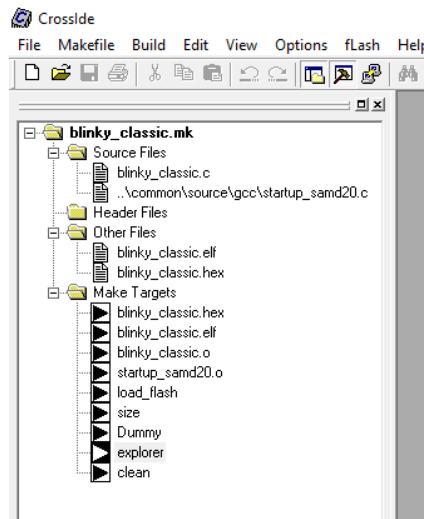 CrossIde
File Makefile Build Edit View Options fLash Help
blinky_classic.mk
Source Files
blinky_classic.c
..\common\source\gcc\startup_samd20.c
Header Files
Other Files
blinky_classic.elf
blinky_classic.hex
Make Targets
blinky_classic.hex
blinky_classic.elf
blinky_classic.o
startup_samd20.o
load_flash
size
Dummy
explorer
clean